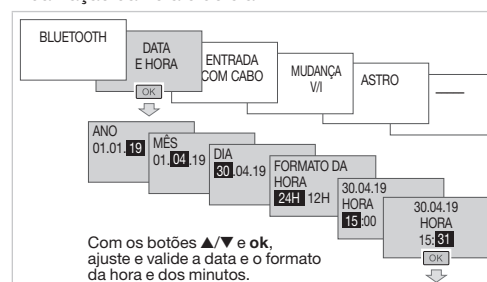 BLUETOOTH
DATA
E HORA
OK
ENTRADA
COM CABO
MUDANÇA
V/I
ASTRO
ANO
01.01.19
MÊS
01.04.19
DIA
30.04.19
FORMATO DA
HORA
24H 12H
30.04.19
HORA
15:00
30.04.19
HORA
15:31
OK
Com os botões ▲/▼ e ok,
ajuste e valide a data e o formato
da hora e dos minutos.